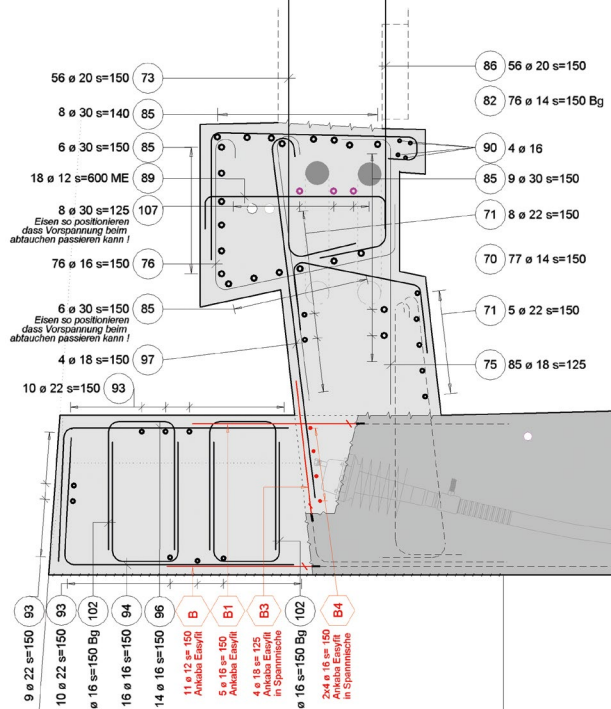 56 ø 20 s=150 73
8 ø 30 s=140 85
6 ø 30 s=150 85
18 ø 12 s=600 ME 89
8 ø 30 s=125 107
Eisen so positionieren
dass Vorspannung beim
abtauchen passieren kann !
76 ø 16 s=150 76
6 ø 30 s=150 85
Eisen so positionieren
dass Vorspannung beim
abtauchen passieren kann !
4 ø 18 s=150 97
10 ø 22 s=150 93
86 56 ø 20 s=150
82 76 ø 14 s=150 Bg
90 4 ø 16
85 9 ø 30 s=150
71 8 ø 22 s=150
70 77 ø 14 s=150
71 5 ø 22 s=150
75 85 ø 18 s=125
9 ø 22 s=150 93
10 ø 22 s=150 93
ø 16 s=150 Bg 102
16 ø 16 s=150 94
14 ø 16 s=150 96
B
11 ø 12 s= 150
Ankaba Easyfit
B1
5 ø 16 s= 150
Ankaba Easyfit
B3
4 ø 18 s= 125
Ankaba Easyfit
in Spannnische
ø 16 s=150 Bg 102
B4
2x4 ø 16 s= 150
Ankaba Easyfit
in Spannnische